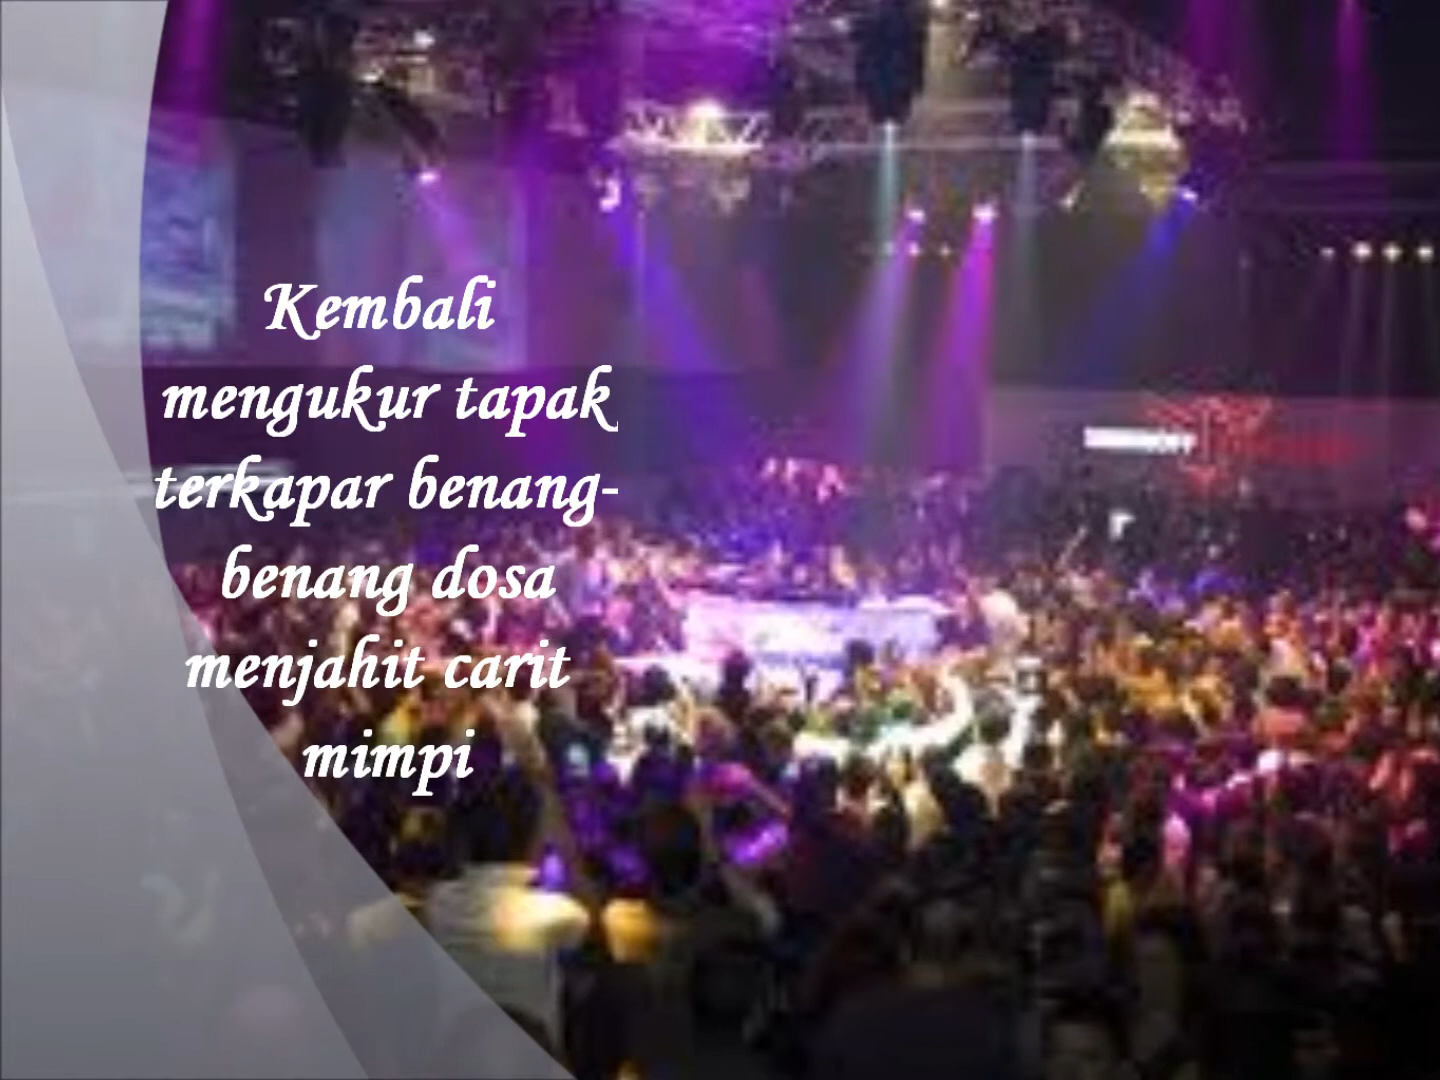 Kembali
mengukur tapak
terkapar benang-
benang dosa
menjahit carit
mimpi